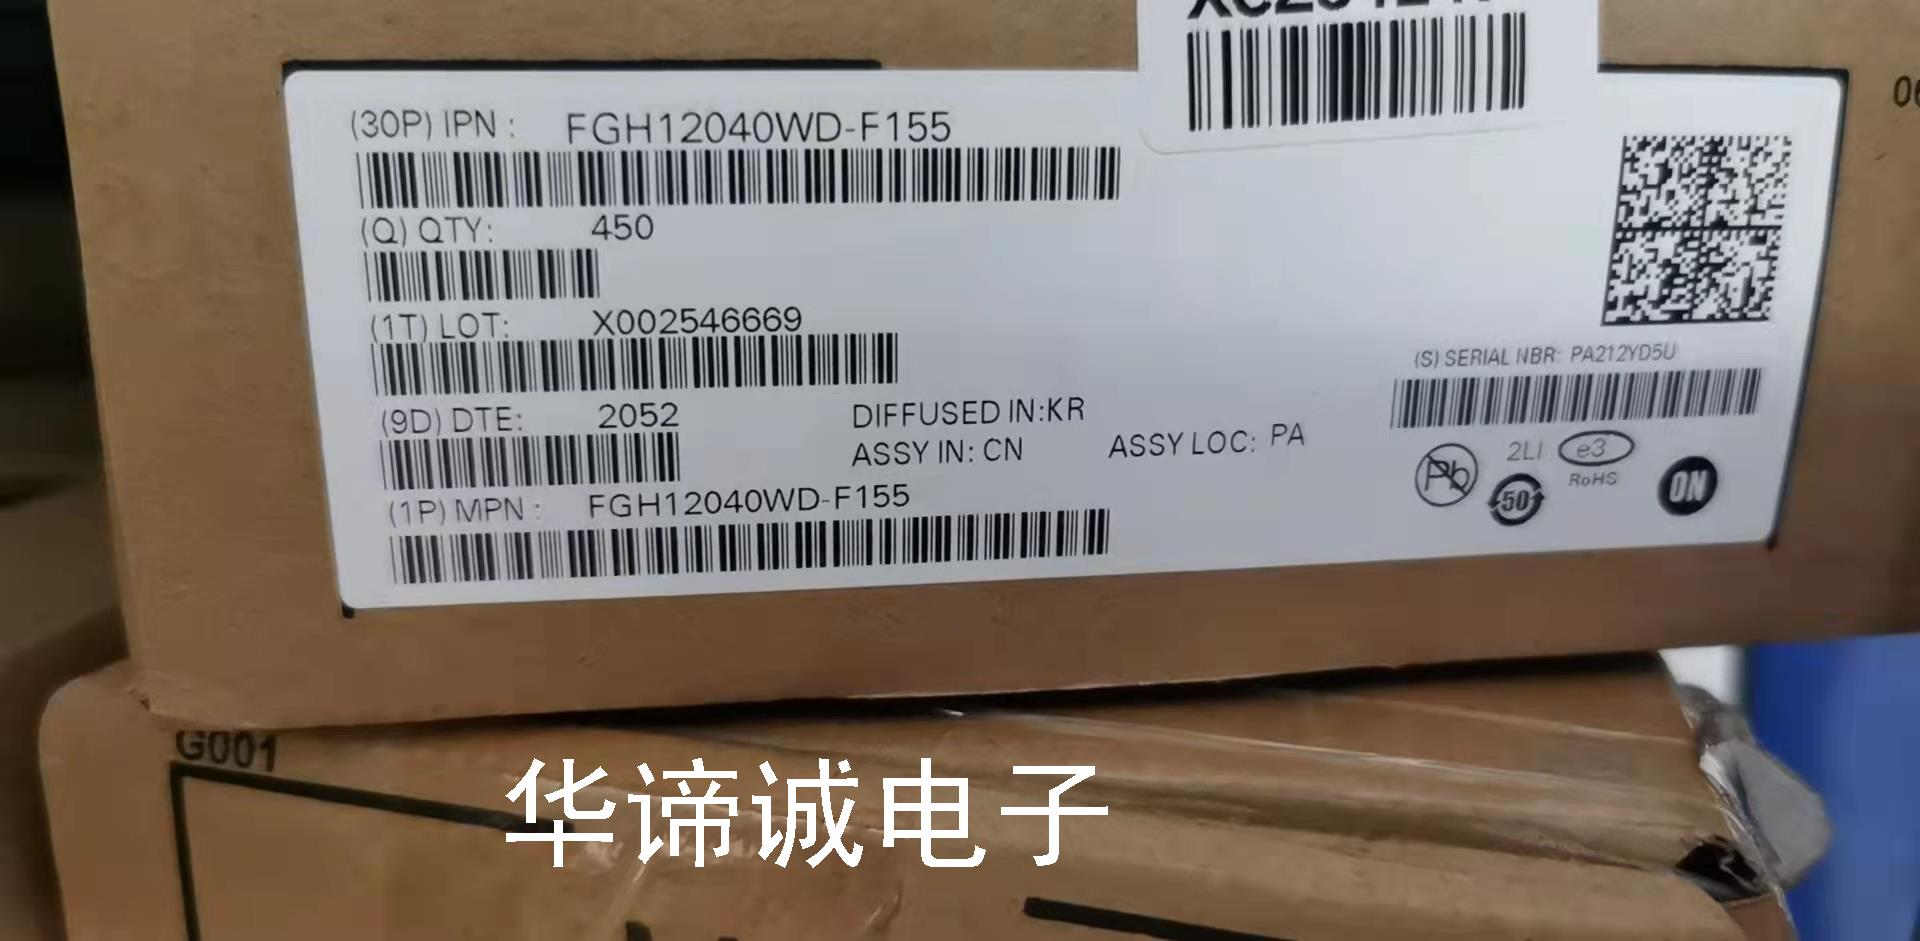 (30P) IPN : FGH12040WD-F155
(Q) QTY: 450
(1T) LOT: X002546669
(9D) DTE: 2052
DIFFUSED IN:KR
ASSY IN: CN
ASSY LOC: PA
(1P) MPN : FGH12040WD-F155
(S) SERIAL NBR: PA212YD5U
Pb
2LI
e3
RoHS
50
ON
G001
华谛诚电子